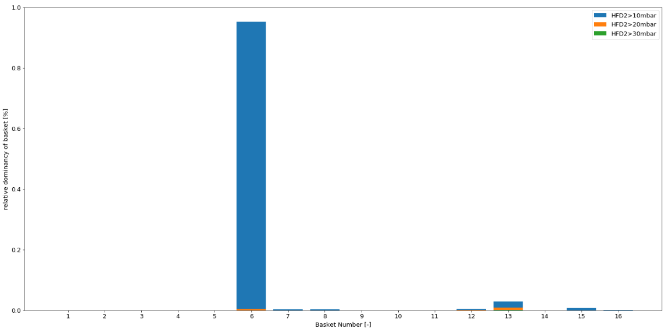 1.0
HFD2>10mbar
HFD2>20mbar
HFD2>30mbar
0.8
0.6
0.4
0.2
0.0
relative dominancy of basket [%]
1 2 3 4 5 6 7 8 9 10 11 12 13 14 15 16
Basket Number [-]